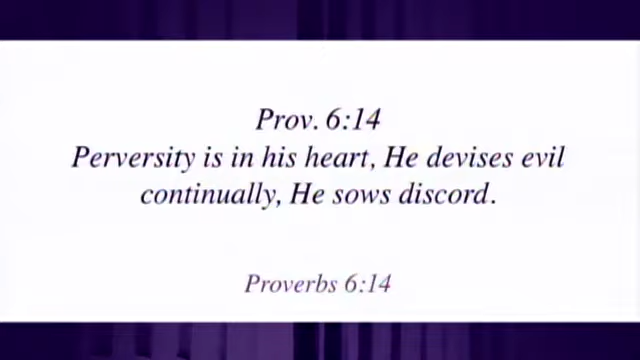 Prov. 6:14
Perversity is in his heart, He devises evil
continually, He sows discord.
Proverbs 6:14